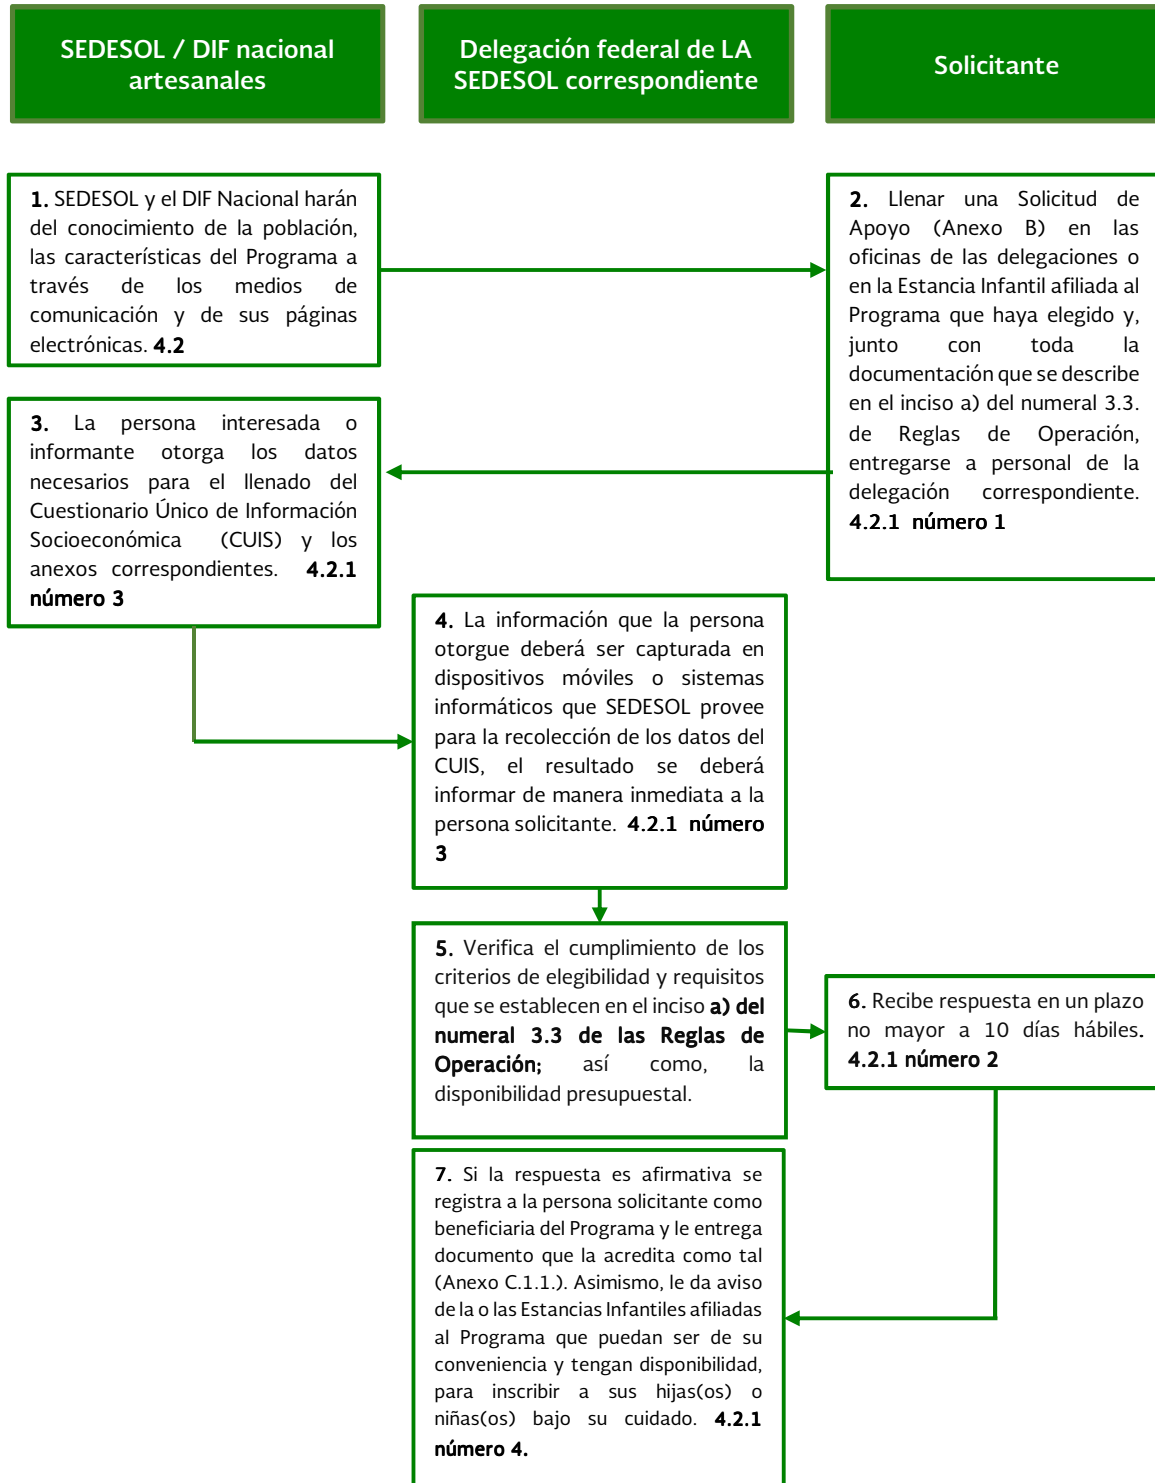 SEDESOL / DIF nacional
artesanales
Delegación federal de LA
SEDESOL correspondiente
Solicitante
1. SEDESOL y el DIF Nacional harán
del conocimiento de la población,
las características del Programa a
través de los medios de
comunicación y de sus páginas
electrónicas. 4.2
2. Llenar una Solicitud de
Apoyo (Anexo B) en las
oficinas de las delegaciones o
en la Estancia Infantil afiliada al
Programa que haya elegido y,
junto con toda la
documentación que se describe
en el inciso a) del numeral 3.3.
de Reglas de Operación,
entregarse a personal de la
delegación correspondiente.
4.2.1 número 1
3. La persona interesada o
informante otorga los datos
necesarios para el llenado del
Cuestionario Único de Información
Socioeconómica (CUIS) y los
anexos correspondientes. 4.2.1
número 3
4. La información que la persona
otorgue deberá ser capturada en
dispositivos móviles o sistemas
informáticos que SEDESOL provee
para la recolección de los datos del
CUIS, el resultado se deberá
informar de manera inmediata a la
persona solicitante. 4.2.1 número
3
5. Verifica el cumplimiento de los
criterios de elegibilidad y requisitos
que se establecen en el inciso a) del
numeral 3.3 de las Reglas de
Operación; así como, la
disponibilidad presupuestal.
6. Recibe respuesta en un plazo
no mayor a 10 días hábiles.
4.2.1 número 2
7. Si la respuesta es afirmativa se
registra a la persona solicitante como
beneficiaria del Programa y le entrega
documento que la acredita como tal
(Anexo C.1.1.). Asimismo, le da aviso
de la o las Estancias Infantiles afiliadas
al Programa que puedan ser de su
conveniencia y tengan disponibilidad,
para inscribir a sus hijas(os) o
niñas(os) bajo su cuidado. 4.2.1
número 4.